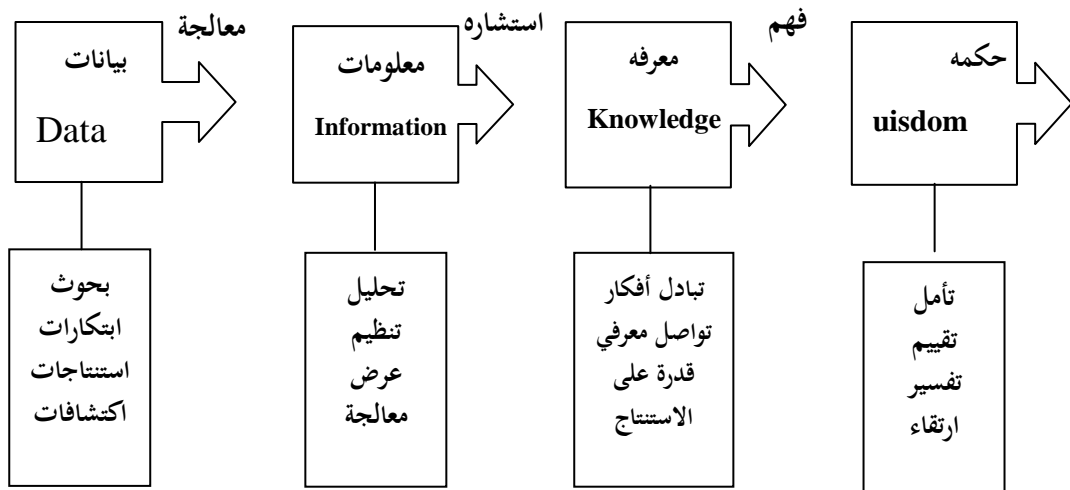 بيانات
Data
معالجة
معلومات
Information
استشاره
معرفه
Knowledge
فهم
حكمه
uisdom
بحوث
ابتكارات
استنتاجات
اكتشافات
تحليل
تنظيم
عرض
معالجة
تبادل أفكار
تواصل معرفي
قدرة على
الاستنتاج
تأمل
تقييم
تفسير
ارتقاء